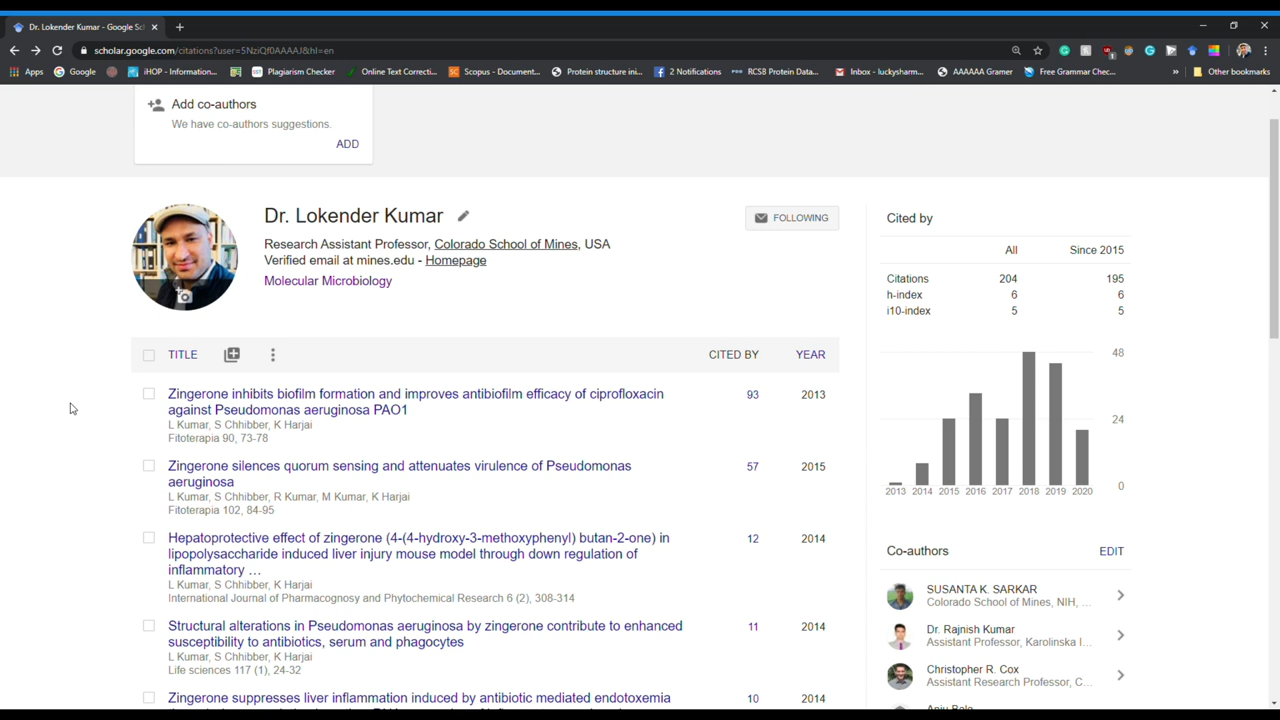 Dr. Lokender Kumar - Google Sch
scholar.google.com/citations?user=5NziQf0AAAAJ&hl=en
Apps Google iHOP - Information... Plagiarism Checker Online Text Correcti... Scopus - Document... Protein structure ini... 2 Notifications RCSB Protein Data... Inbox - luckysharm... AAAAAA Gramer Free Grammar Chec... » Other bookmarks
Add co-authors
We have co-authors suggestions.
ADD
Dr. Lokender Kumar
FOLLOWING
Research Assistant Professor, Colorado School of Mines, USA
Verified email at mines.edu - Homepage
Molecular Microbiology
TITLE CITED BY YEAR
Zingerone inhibits biofilm formation and improves antibiofilm efficacy of ciprofloxacin 93 2013
against Pseudomonas aeruginosa PAO1
L Kumar, S Chhibber, K Harjai
Fitoterapia 90, 73-78
Zingerone silences quorum sensing and attenuates virulence of Pseudomonas 57 2015
aeruginosa
L Kumar, S Chhibber, R Kumar, M Kumar, K Harjai
Fitoterapia 102, 84-95
Hepatoprotective effect of zingerone (4-(4-hydroxy-3-methoxyphenyl) butan-2-one) in 12 2014
lipopolysaccharide induced liver injury mouse model through down regulation of
inflammatory …
L Kumar, S Chhibber, K Harjai
International Journal of Pharmacognosy and Phytochemical Research 6 (2), 308-314
Structural alterations in Pseudomonas aeruginosa by zingerone contribute to enhanced 11 2014
susceptibility to antibiotics, serum and phagocytes
L Kumar, S Chhibber, K Harjai
Life sciences 117 (1), 24-32
Zingerone suppresses liver inflammation induced by antibiotic mediated endotoxemia 10 2014
Cited by
All Since 2015
Citations 204 195
h-index 6 6
i10-index 5 5
48
24
0
2013 2014 2015 2016 2017 2018 2019 2020
Co-authors EDIT
SUSANTA K. SARKAR
Colorado School of Mines, NIH, ...
Dr. Rajnish Kumar
Assistant Professor, Karolinska I...
Christopher R. Cox
Assistant Research Professor, C...
Anju Bala